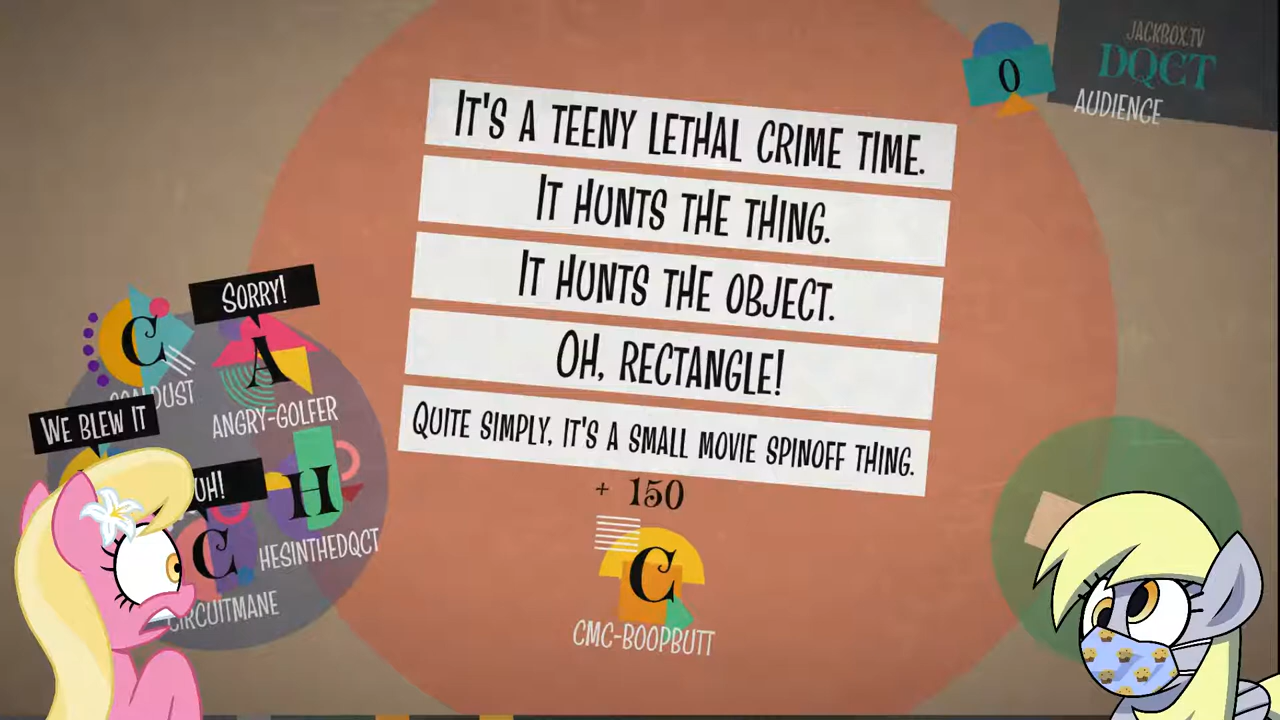 JACKBOX.TV
DQCT
0
AUDIENCE
IT'S A TEENY LETHAL CRIME TIME.
IT HUNTS THE THING.
IT HUNTS THE OBJECT.
OH, RECTANGLE!
QUITE SIMPLY, IT'S A SMALL MOVIE SPINOFF THING.
+ 150
C
CMC-BOOPBUTT
SORRY!
C
A
ANGRY-GOLFER
WE BLEW IT
UH!
H
C
HESINTHEDQCT
CIRCUITMANE